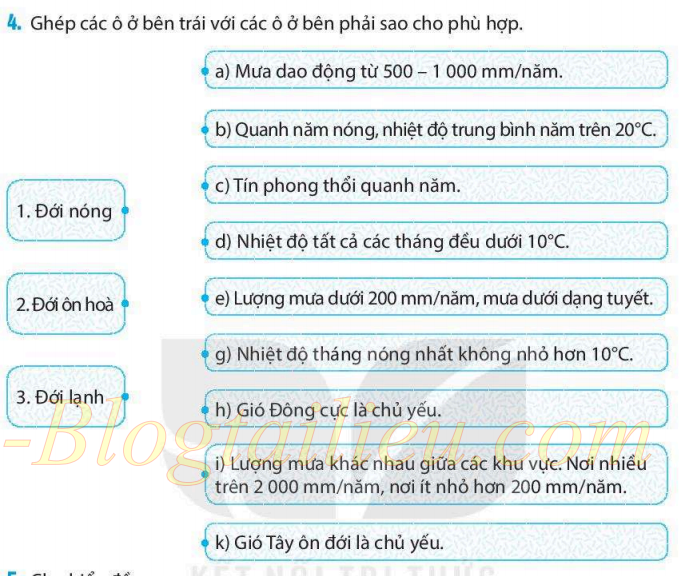 4. Ghép các ô ở bên trái với các ô ở bên phải sao cho phù hợp.
a) Mưa dao động từ 500 – 1 000 mm/năm.
b) Quanh năm nóng, nhiệt độ trung bình năm trên 20°C.
c) Tín phong thổi quanh năm.
1. Đới nóng
d) Nhiệt độ tất cả các tháng đều dưới 10°C.
2. Đới ôn hoà
e) Lượng mưa dưới 200 mm/năm, mưa dưới dạng tuyết.
g) Nhiệt độ tháng nóng nhất không nhỏ hơn 10°C.
3. Đới lạnh
h) Gió Đông cực là chủ yếu.
-Blogtailieu.com
i) Lượng mưa khác nhau giữa các khu vực. Nơi nhiều
trên 2 000 mm/năm, nơi ít nhỏ hơn 200 mm/năm.
k) Gió Tây ôn đới là chủ yếu.
KẾT NỐI TRI THỨC